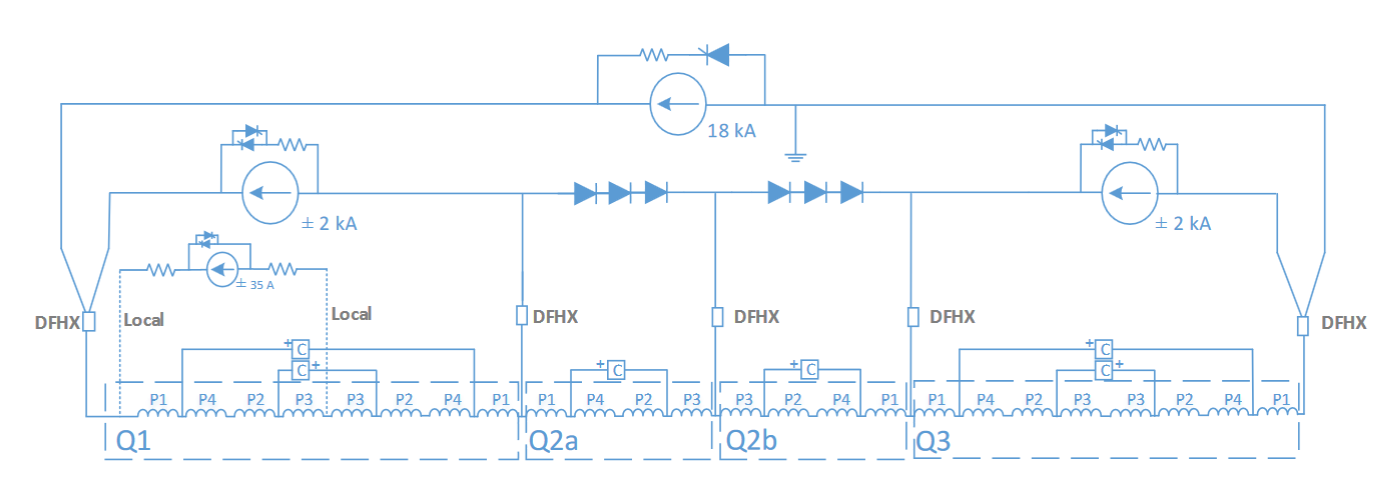 18 kA
± 2 kA
± 2 kA
± 35 A
DFHX
Local
Local
DFHX
DFHX
DFHX
DFHX
+ C
C +
+ C
+ C
+ C
C +
P1 P4 P2 P3 P3 P2 P4 P1 P1 P4 P2 P3 P3 P2 P4 P1 P1 P4 P2 P3 P3 P2 P4 P1
Q1 Q2a Q2b Q3